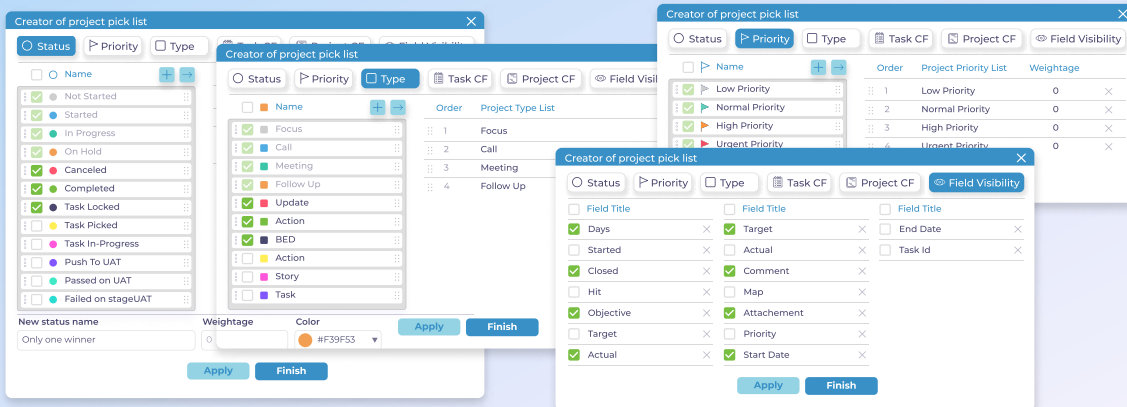 Creator of project pick list
Status Priority Type
Name
Not Started
Started
In Progress
On Hold
Canceled
Completed
Task Locked
Task Picked
Task In-Progress
Push To UAT
Passed on UAT
Failed on stageUAT
New status name Weightage Color
Only one winner 0 #F39F53
Apply Finish
Creator of project pick list
Status Priority Type Task CF Project CF Field Visil
Name Order Project Type List
Focus 1 Focus
Call 2 Call
Meeting 3 Meeting
Follow Up 4 Follow Up
Update
Action
BED
Action
Story
Task
Apply Finish
Creator of project pick list
Status Priority Type Task CF Project CF Field Visibility
Name Order Project Priority List Weightage
Low Priority 1 Low Priority 0
Normal Priority 2 Normal Priority 0
High Priority 3 High Priority 0
Urgent Priority 4 Urgent Priority 0
Creator of project pick list
Status Priority Type Task CF Project CF Field Visibility
Field Title Field Title Field Title
Days Target End Date
Started Actual Task Id
Closed Comment
Hit Map
Objective Attachement
Target Priority
Actual Start Date
Apply Finish